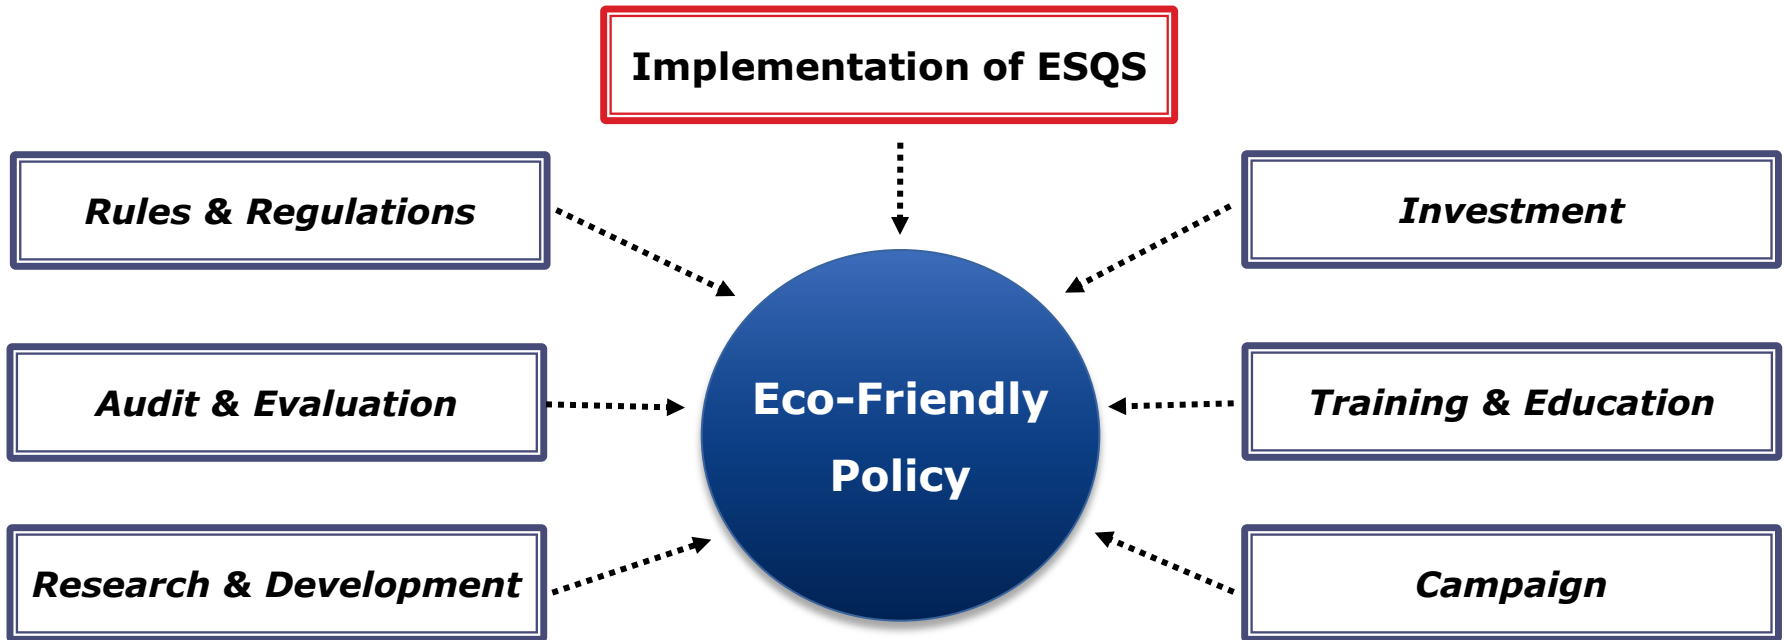 Implementation of ESQS
Rules & Regulations
Investment
Audit & Evaluation
Eco-Friendly
Policy
Training & Education
Research & Development
Campaign